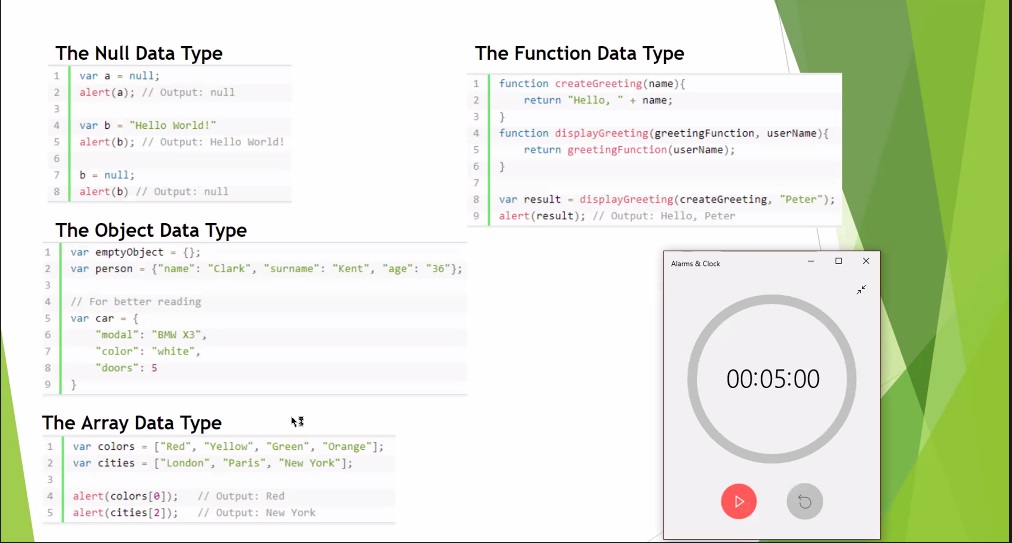 The Null Data Type
1 var a = null;
2 alert(a); // Output: null
3
4 var b = "Hello World!"
5 alert(b); // Output: Hello World!
6
7 b = null;
8 alert(b) // Output: null
The Object Data Type
1 var emptyObject = {};
2 var person = {"name": "Clark", "surname": "Kent", "age": "36"};
3
4 // For better reading
5 var car = {
6 "modal": "BMW X3",
7 "color": "white",
8 "doors": 5
9 }
The Array Data Type
1 var colors = ["Red", "Yellow", "Green", "Orange"];
2 var cities = ["London", "Paris", "New York"];
3
4 alert(colors[0]); // Output: Red
5 alert(cities[2]); // Output: New York
The Function Data Type
1 function createGreeting(name){
2 return "Hello, " + name;
3 }
4 function displayGreeting(greetingFunction, userName){
5 return greetingFunction(userName);
6 }
7
8 var result = displayGreeting(createGreeting, "Peter");
9 alert(result); // Output: Hello, Peter
Alarms & Clock
00:05:00